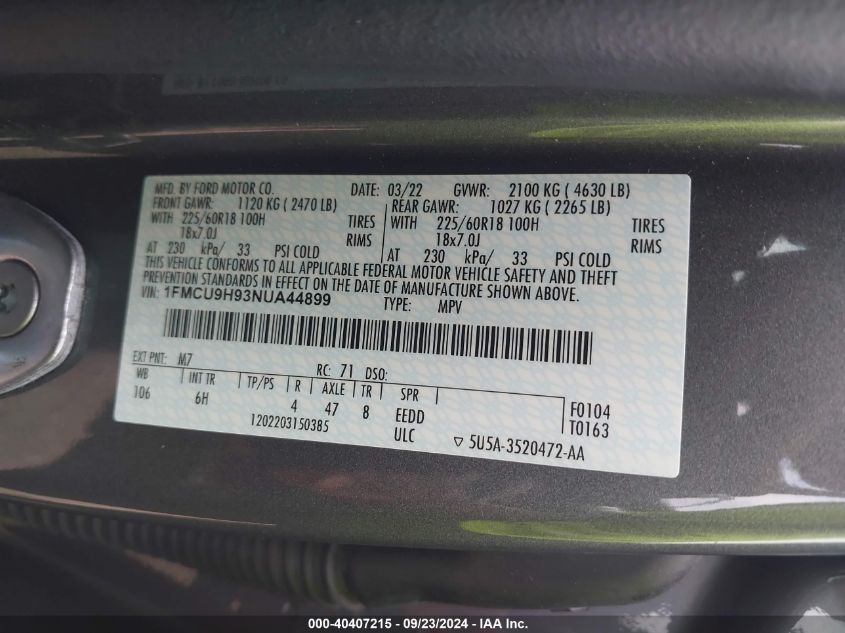 MFD. BY FORD MOTOR CO. DATE: 03/22 GVWR: 2100 KG ( 4630 LB)
FRONT GAWR: 1120 KG ( 2470 LB) REAR GAWR: 1027 KG ( 2265 LB)
WITH 225/60R18 100H TIRES WITH 225/60R18 100H TIRES
18x7.0J RIMS 18x7.0J RIMS
AT 230 kPa/ 33 PSI COLD AT 230 kPa/ 33 PSI COLD
THIS VEHICLE CONFORMS TO ALL APPLICABLE FEDERAL MOTOR VEHICLE SAFETY AND THEFT
PREVENTION STANDARDS IN EFFECT ON THE DATE OF MANUFACTURE SHOWN ABOVE.
VIN: 1FMCU9H93NUA44899 TYPE: MPV
EXT PNT: M7 RC: 71 DSO:
WB INT TR TP/PS R AXLE TR SPR
106 6H 4 47 8 EEDD F0104
1202203150385 ULC T0163
5U5A-3520472-AA
000-40407215 - 09/23/2024 - IAA Inc.